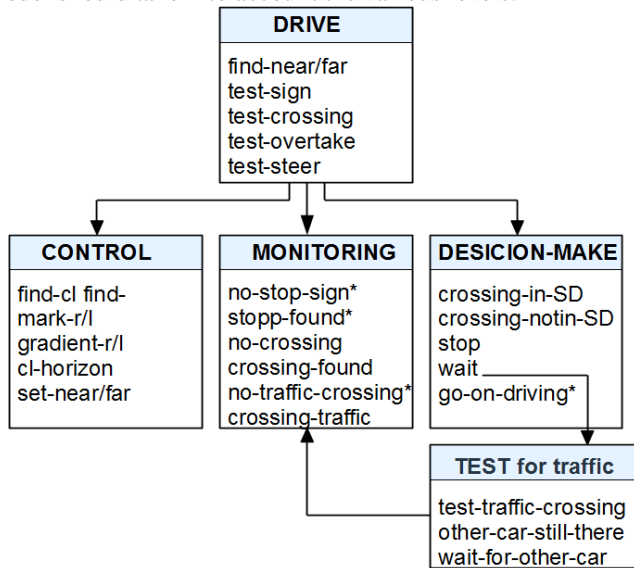 DRIVE
find-near/far
test-sign
test-crossing
test-overtake
test-steer
CONTROL
find-cl find-
mark-r/l
gradient-r/l
cl-horizon
set-near/far
MONITORING
no-stop-sign*
stopp-found*
no-crossing
crossing-found
no-traffic-crossing*
crossing-traffic
DESICION-MAKE
crossing-in-SD
crossing-notin-SD
stop
wait
go-on-driving*
TEST for traffic
test-traffic-crossing
other-car-still-there
wait-for-other-car